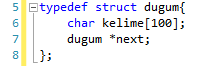 5 typedef struct dugum{
6 char kelime[100];
7 dugum *next;
8 };